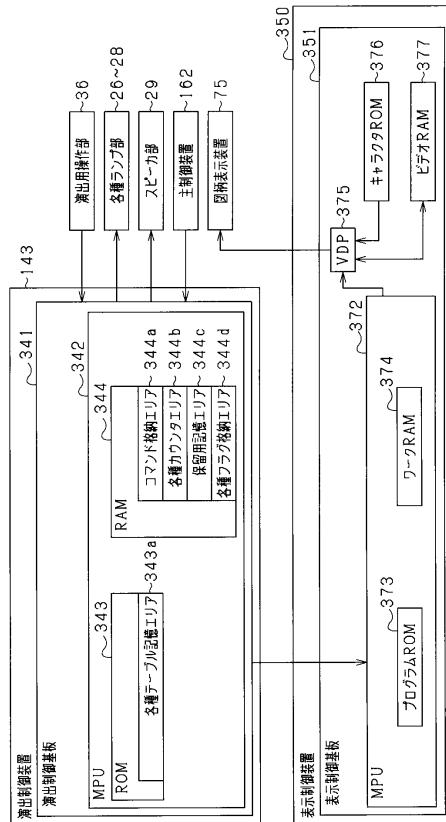 演出制御装置
143
演出制御基板
341
MPU
342
ROM
343
各種テーブル記憶エリア
343a
RAM
344
コマンド格納エリア
344a
各種カウンタエリア
344b
保留用記憶エリア
344c
各種フラグ格納エリア
344d
演出用操作部
36
各種ランプ部
26~28
スピーカ部
29
主制御装置
162
図柄表示装置
75
表示制御装置
350
表示制御基板
351
MPU
372
プログラムROM
373
ワークRAM
374
VDP
375
キャラクタROM
376
ビデオRAM
377